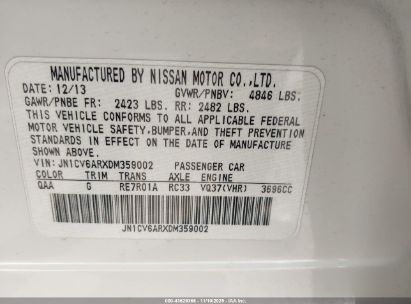 MANUFACTURED BY NISSAN MOTOR CO., LTD.
DATE: 12/13 GVWR/PNBV: 4846 LBS.
GAWR/PNBE FR: 2423 LBS. RR: 2482 LBS.
THIS VEHICLE CONFORMS TO ALL APPLICABLE FEDERAL
MOTOR VEHICLE SAFETY, BUMPER, AND THEFT PREVENTION
STANDARDS IN EFFECT ON THE DATE OF MANUFACTURE
SHOWN ABOVE.
VIN: JN1CV6ARXDM359002 PASSENGER CAR
COLOR TRIM TRANS AXLE ENGINE
QAA G RE7R01A RC33 VQ37(VHR) 3696CC
JN1CV6ARXDM359002